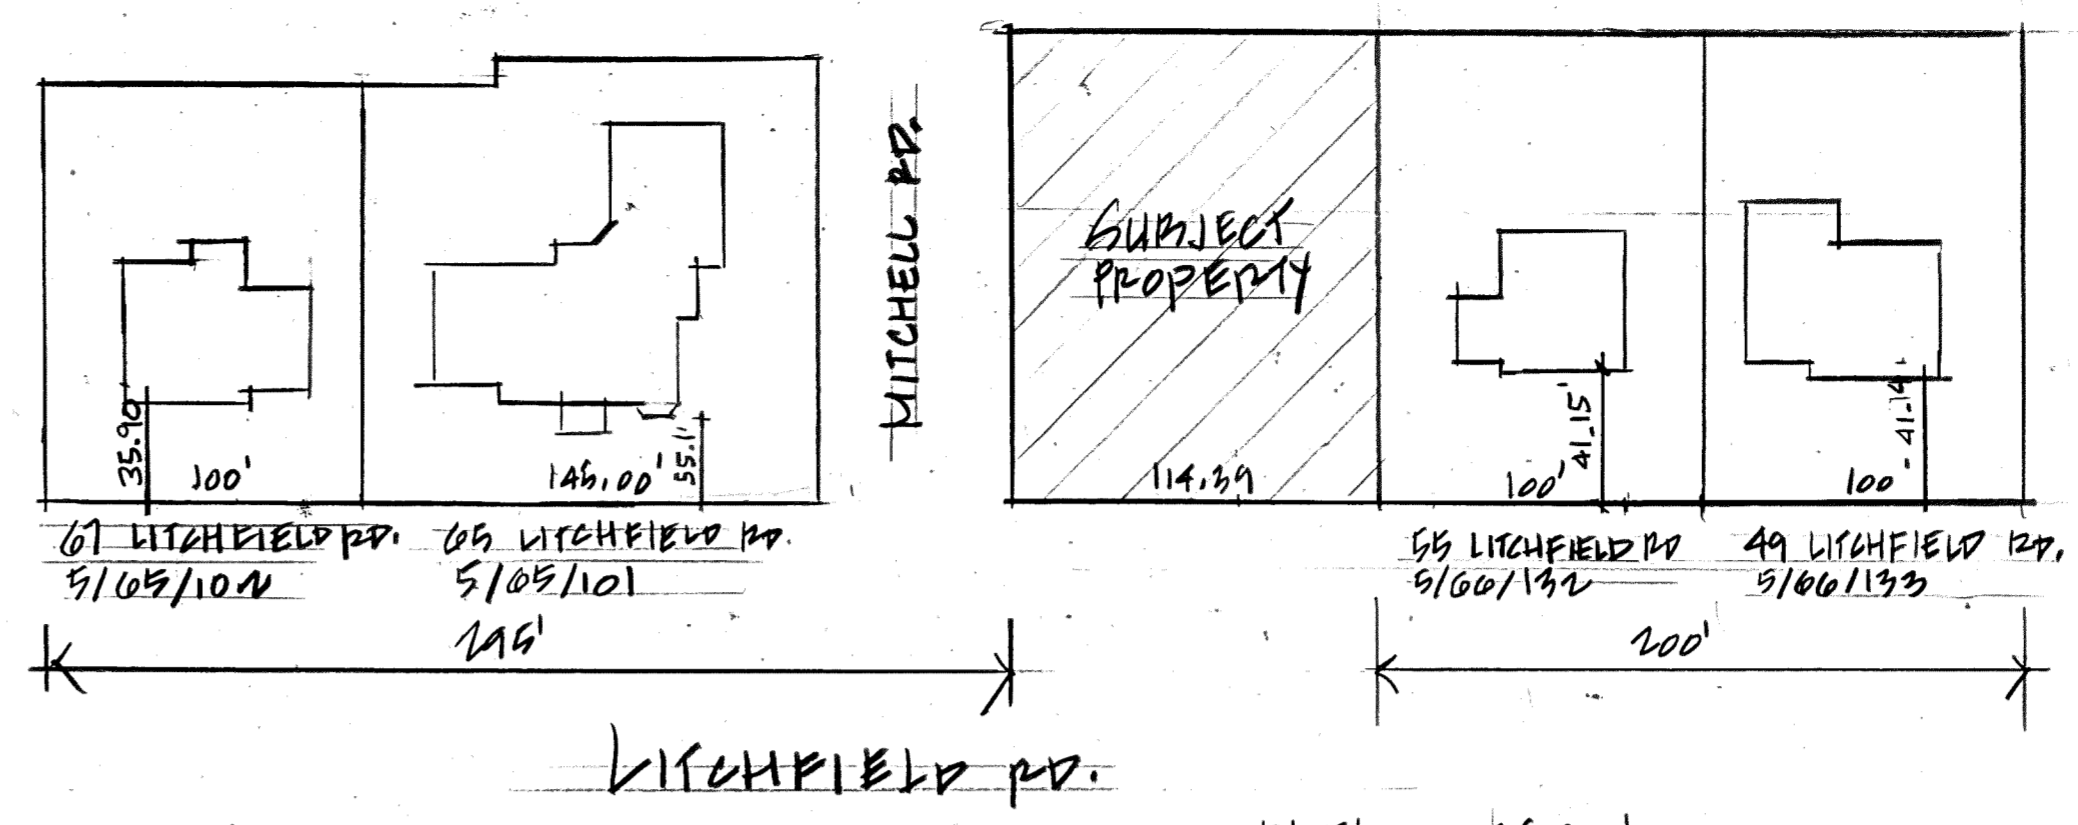 MITCHELL RD.
SUBJECT
PROPERTY
35.90
100'
145.00'
55.1'
114.39
100'
41.15'
100
41.14'
67 LITCHFIELD RD.
5/65/102
65 LITCHFIELD RD.
5/65/101
55 LITCHFIELD RD
5/66/132
49 LITCHFIELD RD.
5/66/133
295'
200'
LITCHFIELD RD.